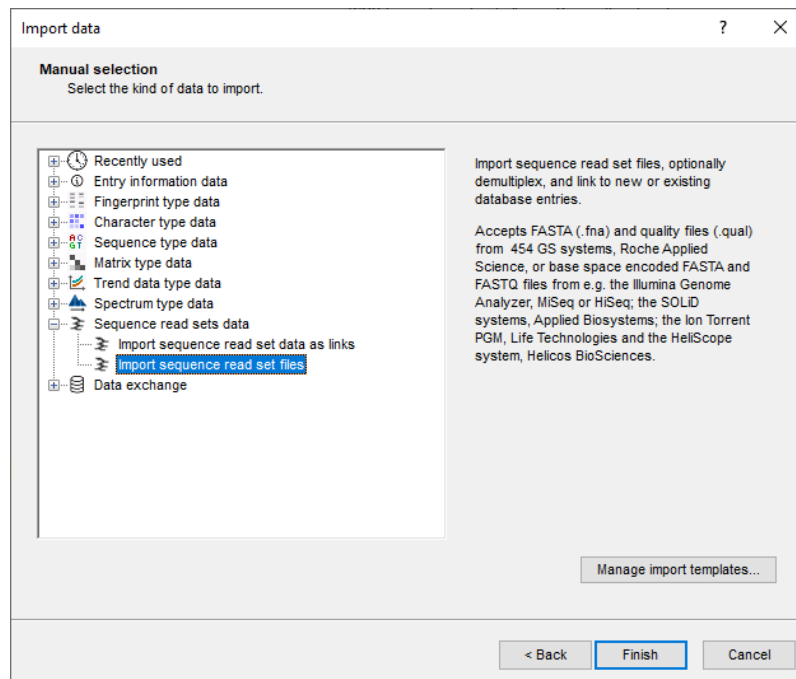 Import data
?
Manual selection
Select the kind of data to import.
Recently used
Entry information data
Fingerprint type data
Character type data
Sequence type data
Matrix type data
Trend data type data
Spectrum type data
Sequence read sets data
Import sequence read set data as links
Import sequence read set files
Data exchange
Import sequence read set files, optionally
demultiplex, and link to new or existing
database entries.
Accepts FASTA (.fna) and quality files (.qual)
from 454 GS systems, Roche Applied
Science, or base space encoded FASTA and
FASTQ files from e.g. the Illumina Genome
Analyzer, MiSeq or HiSeq; the SOLiD
systems, Applied Biosystems; the Ion Torrent
PGM, Life Technologies and the HeliScope
system, Helicos BioSciences.
Manage import templates...
< Back
Finish
Cancel